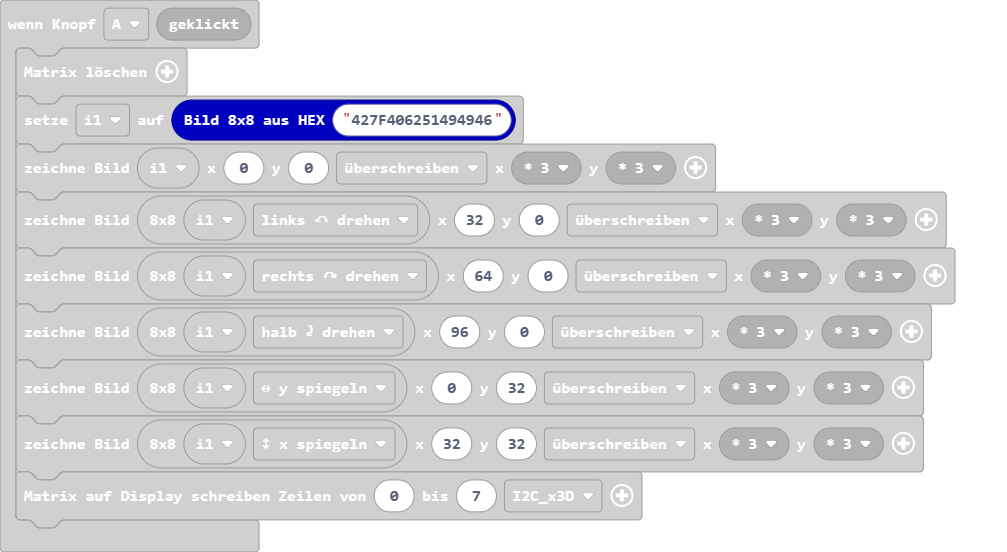 wenn Knopf A geklickt
Matrix löschen
setze i1 auf Bild 8x8 aus HEX "427F406251494946"
zeichne Bild i1 x 0 y 0 überschreiben x * 3 y * 3
zeichne Bild 8x8 i1 links ↶ drehen x 32 y 0 überschreiben x * 3 y * 3
zeichne Bild 8x8 i1 rechts ↷ drehen x 64 y 0 überschreiben x * 3 y * 3
zeichne Bild 8x8 i1 halb ⤸ drehen x 96 y 0 überschreiben x * 3 y * 3
zeichne Bild 8x8 i1 ↔ y spiegeln x 0 y 32 überschreiben x * 3 y * 3
zeichne Bild 8x8 i1 ↕ x spiegeln x 32 y 32 überschreiben x * 3 y * 3
Matrix auf Display schreiben Zeilen von 0 bis 7 I2C_x3D